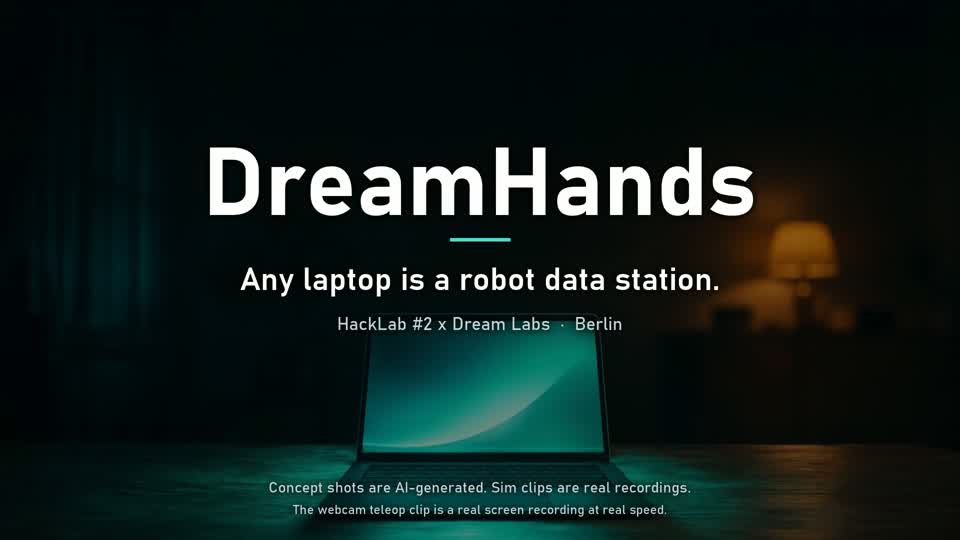 DreamHands
Any laptop is a robot data station.
HackLab #2 x Dream Labs · Berlin
Concept shots are AI-generated. Sim clips are real recordings.
The webcam teleop clip is a real screen recording at real speed.